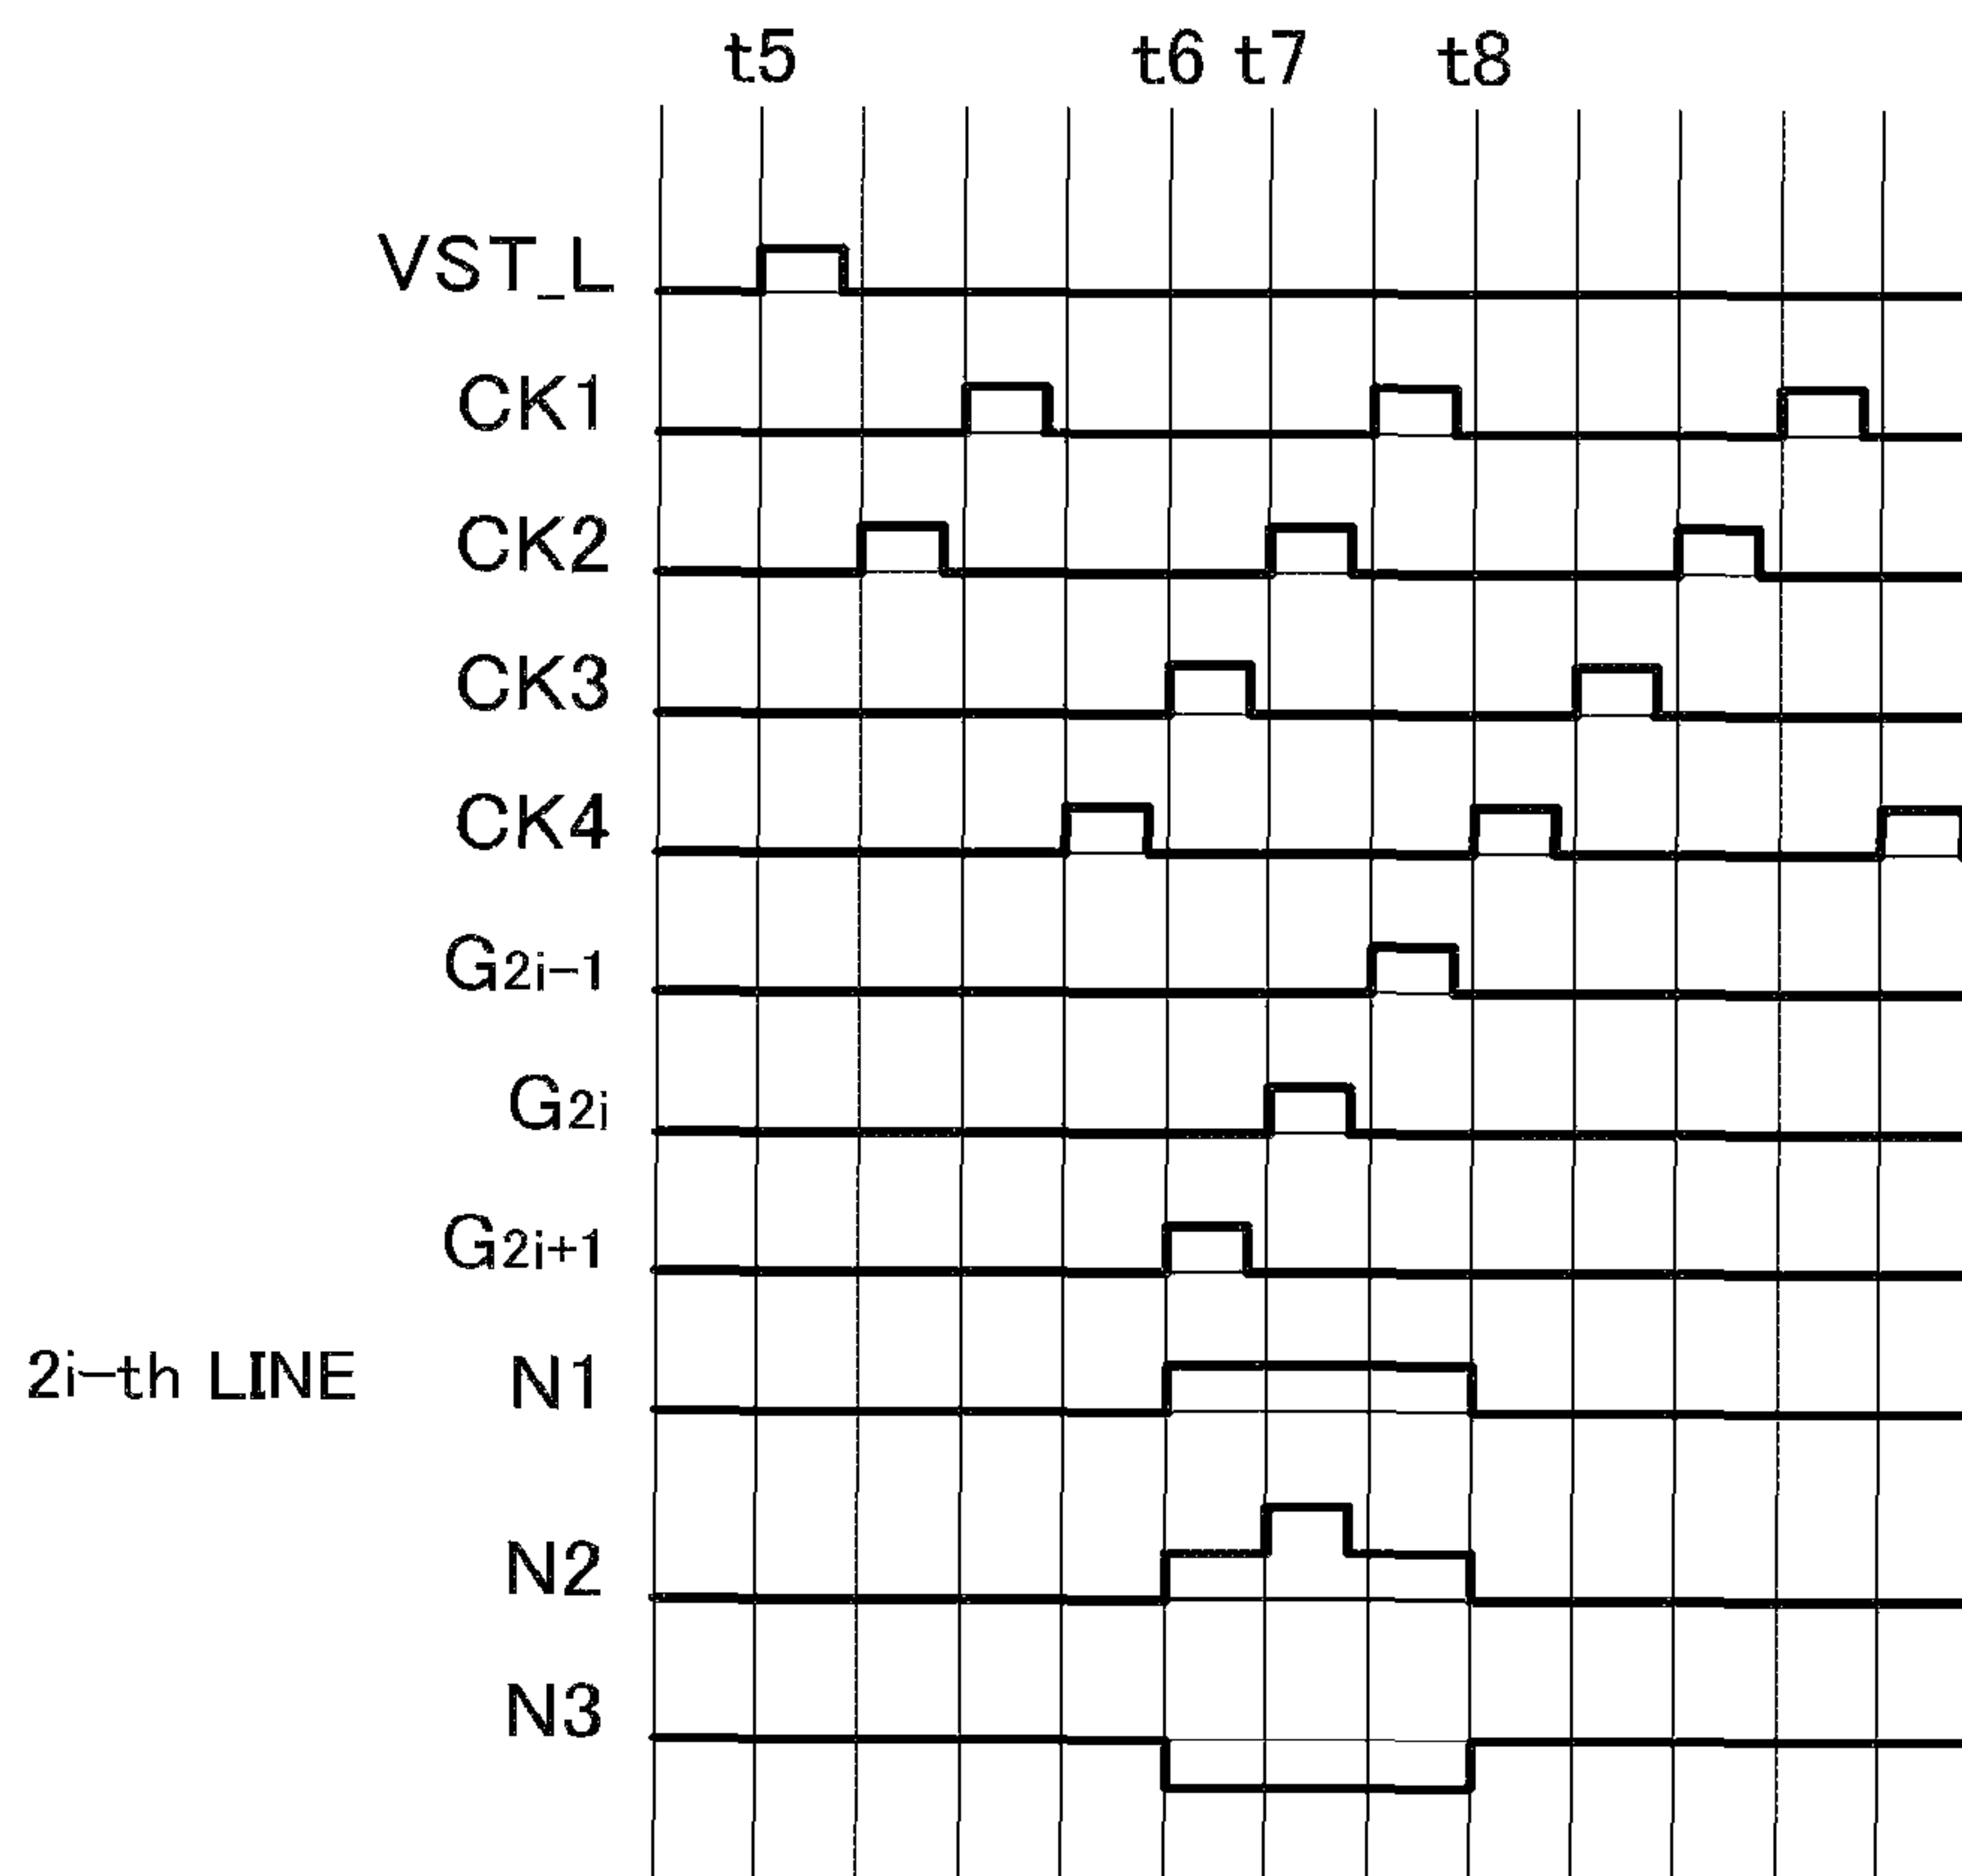 t5 t6 t7 t8
VST_L
CK1
CK2
CK3
CK4
G2i-1
G2i
G2i+1
2i-th LINE N1
N2
N3